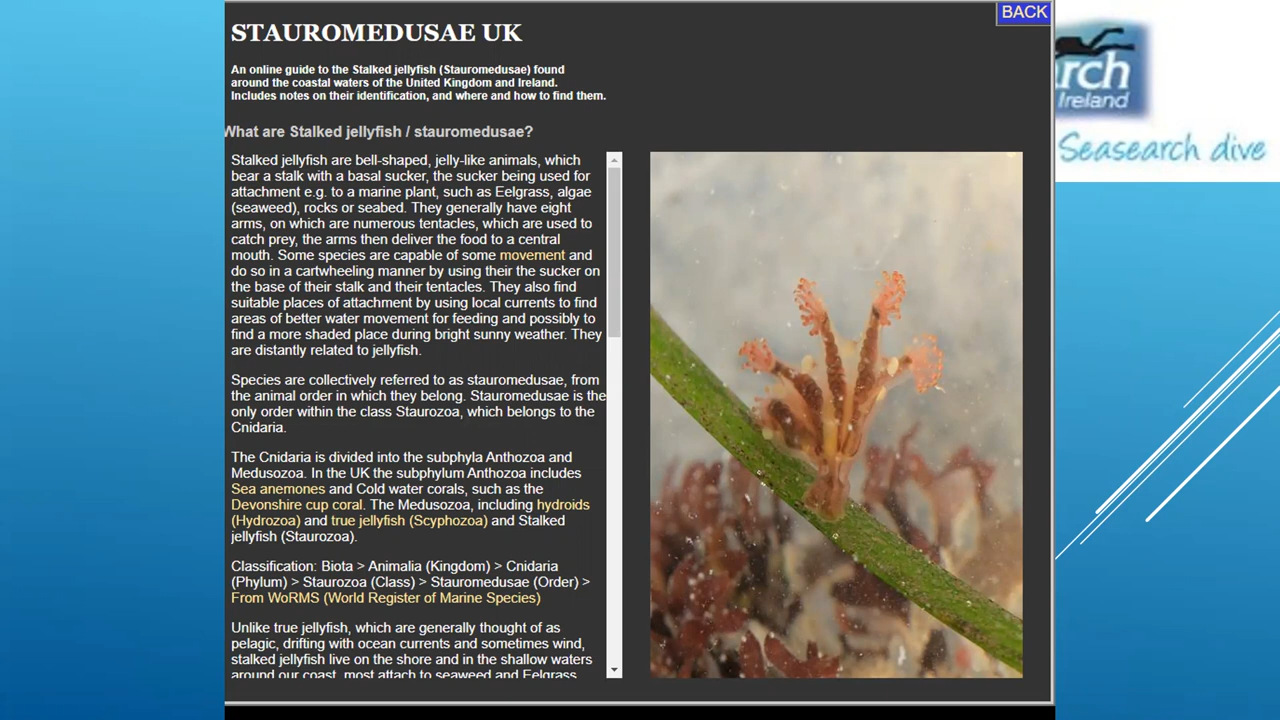 STAUROMEDUSAE UK
BACK
An online guide to the Stalked jellyfish (Stauromedusae) found
around the coastal waters of the United Kingdom and Ireland.
Includes notes on their identification, and where and how to find them.
What are Stalked jellyfish / stauromedusae?
Stalked jellyfish are bell-shaped, jelly-like animals, which
bear a stalk with a basal sucker, the sucker being used for
attachment e.g. to a marine plant, such as Eelgrass, algae
(seaweed), rocks or seabed. They generally have eight
arms, on which are numerous tentacles, which are used to
catch prey, the arms then deliver the food to a central
mouth. Some species are capable of some movement and
do so in a cartwheeling manner by using their the sucker on
the base of their stalk and their tentacles. They also find
suitable places of attachment by using local currents to find
areas of better water movement for feeding and possibly to
find a more shaded place during bright sunny weather. They
are distantly related to jellyfish.
Species are collectively referred to as stauromedusae, from
the animal order in which they belong. Stauromedusae is the
only order within the class Staurozoa, which belongs to the
Cnidaria.
The Cnidaria is divided into the subphyla Anthozoa and
Medusozoa. In the UK the subphylum Anthozoa includes
Sea anemones and Cold water corals, such as the
Devonshire cup coral. The Medusozoa, including hydroids
(Hydrozoa) and true jellyfish (Scyphozoa) and Stalked
jellyfish (Staurozoa).
Classification: Biota > Animalia (Kingdom) > Cnidaria
(Phylum) > Staurozoa (Class) > Stauromedusae (Order) >
From WoRMS (World Register of Marine Species)
Unlike true jellyfish, which are generally thought of as
pelagic, drifting with ocean currents and sometimes wind,
stalked jellyfish live on the shore and in the shallow waters
around our coast, most attach to seaweed and Eelgrass
rch
Ireland
Seasearch dive